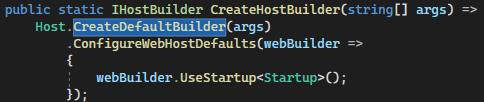 public static IHostBuilder CreateHostBuilder(string[] args) =>
Host.CreateDefaultBuilder(args)
.ConfigureWebHostDefaults(webBuilder =>
{
webBuilder.UseStartup<Startup>();
});